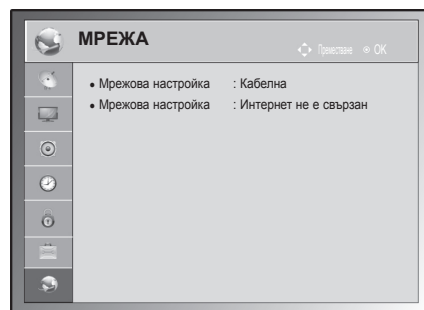 МРЕЖА
Преместване OK
• Мрежова настройка : Кабелна
• Мрежова настройка : Интернет не е свързан